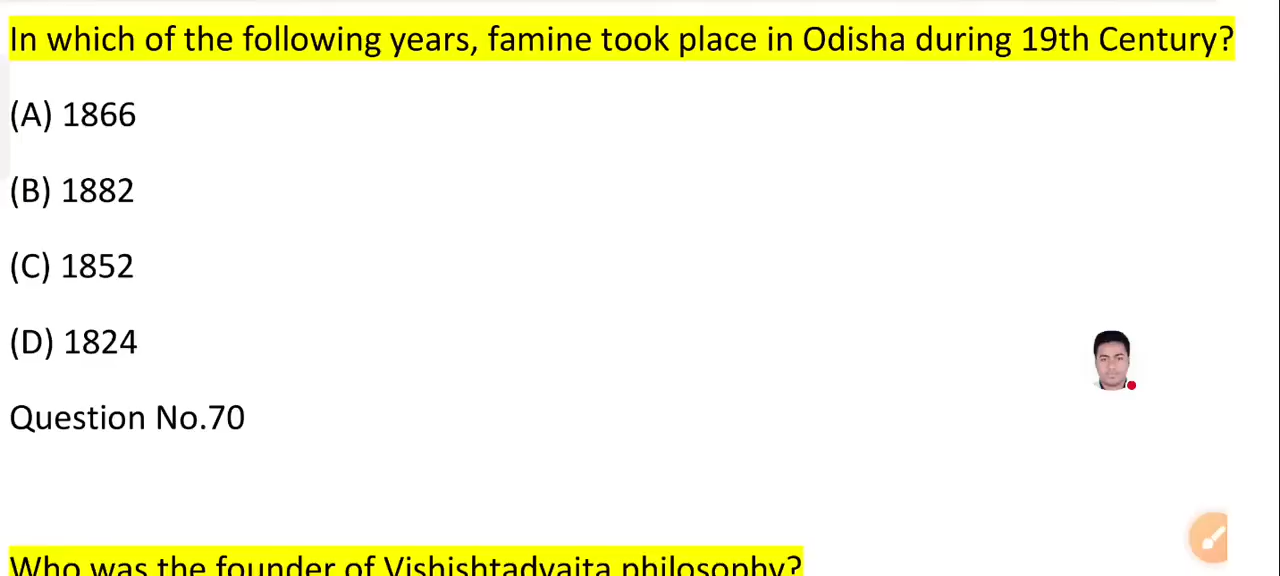 In which of the following years, famine took place in Odisha during 19th Century?
(A) 1866
(B) 1882
(C) 1852
(D) 1824
Question No.70
Who was the founder of Vishishtadvaita philosophy?